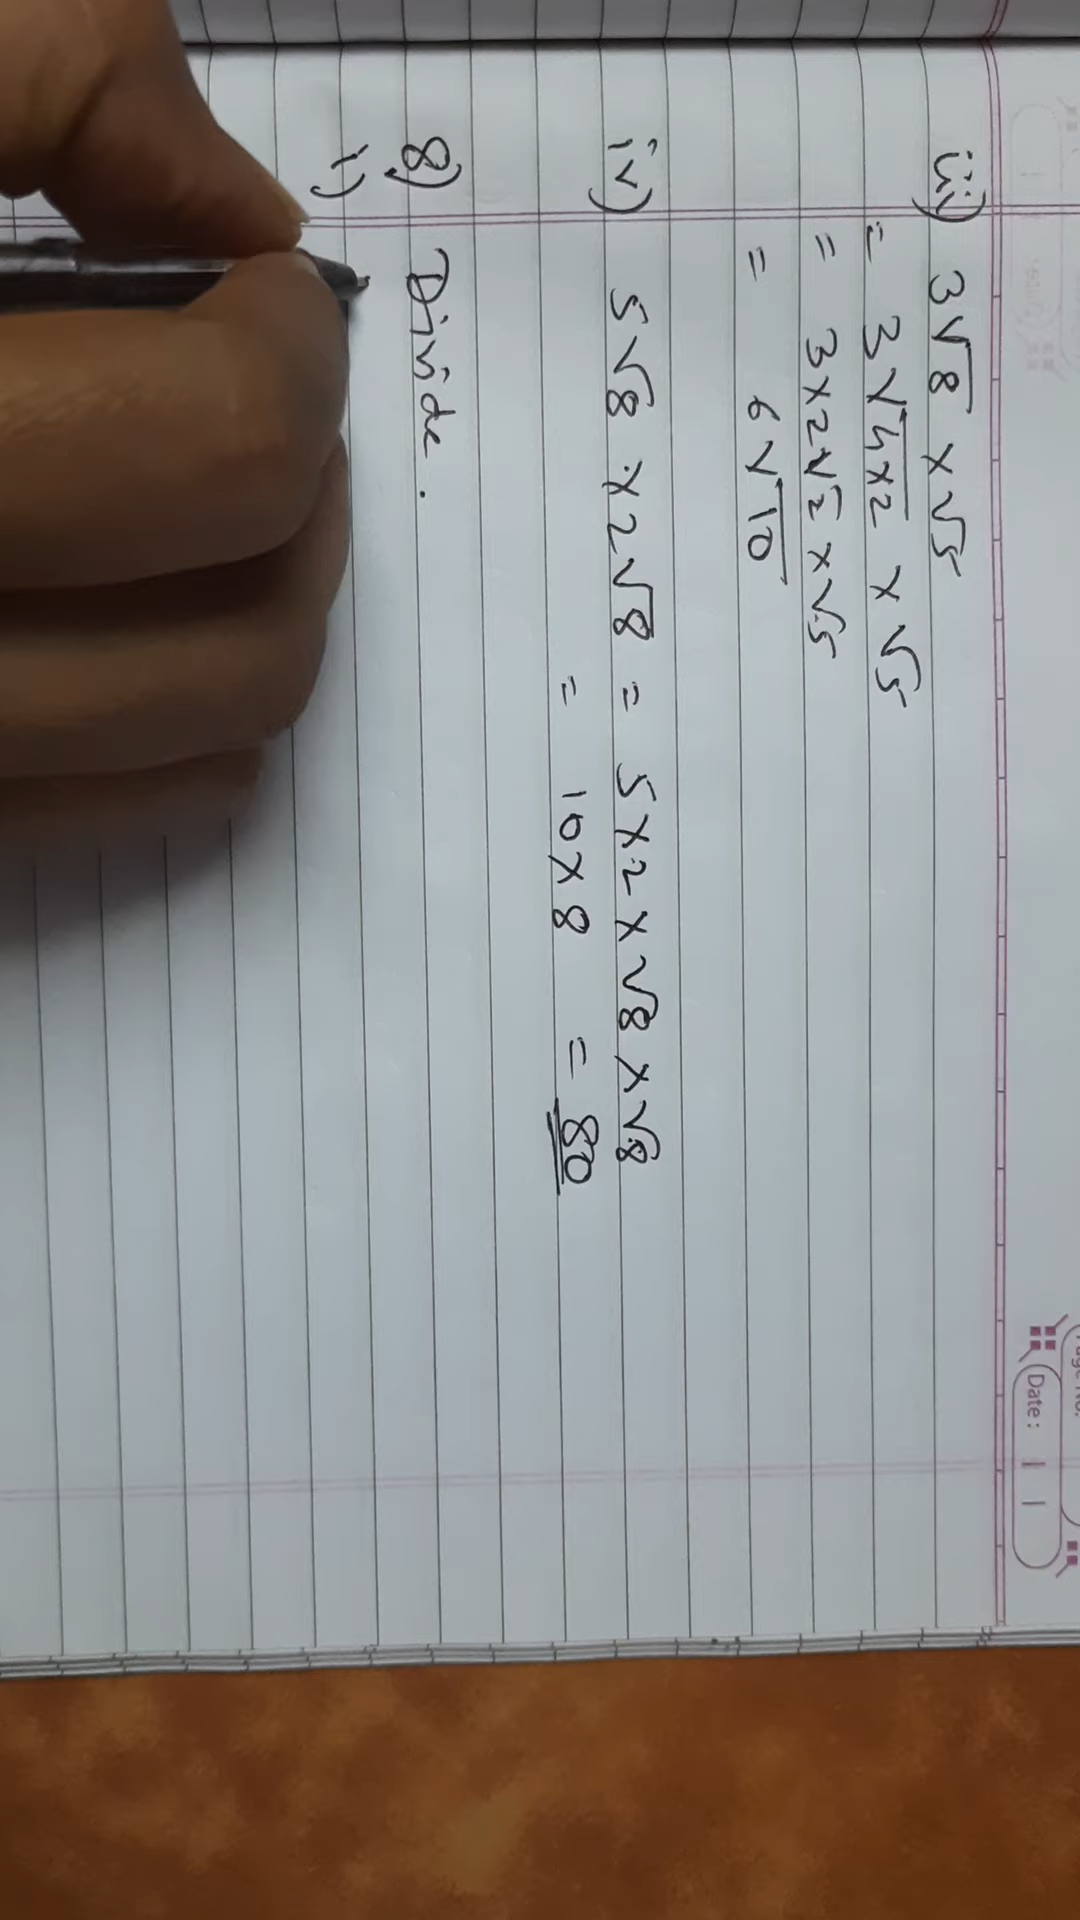 Date:
iii) 3√8 × √5
= 3√4×2 × √5
= 3×2√2 × √5
= 6√10
iv) 5√8 × 2√8 = 5×2×√8×√8
= 10×8 = 80
8) Divide.
1)